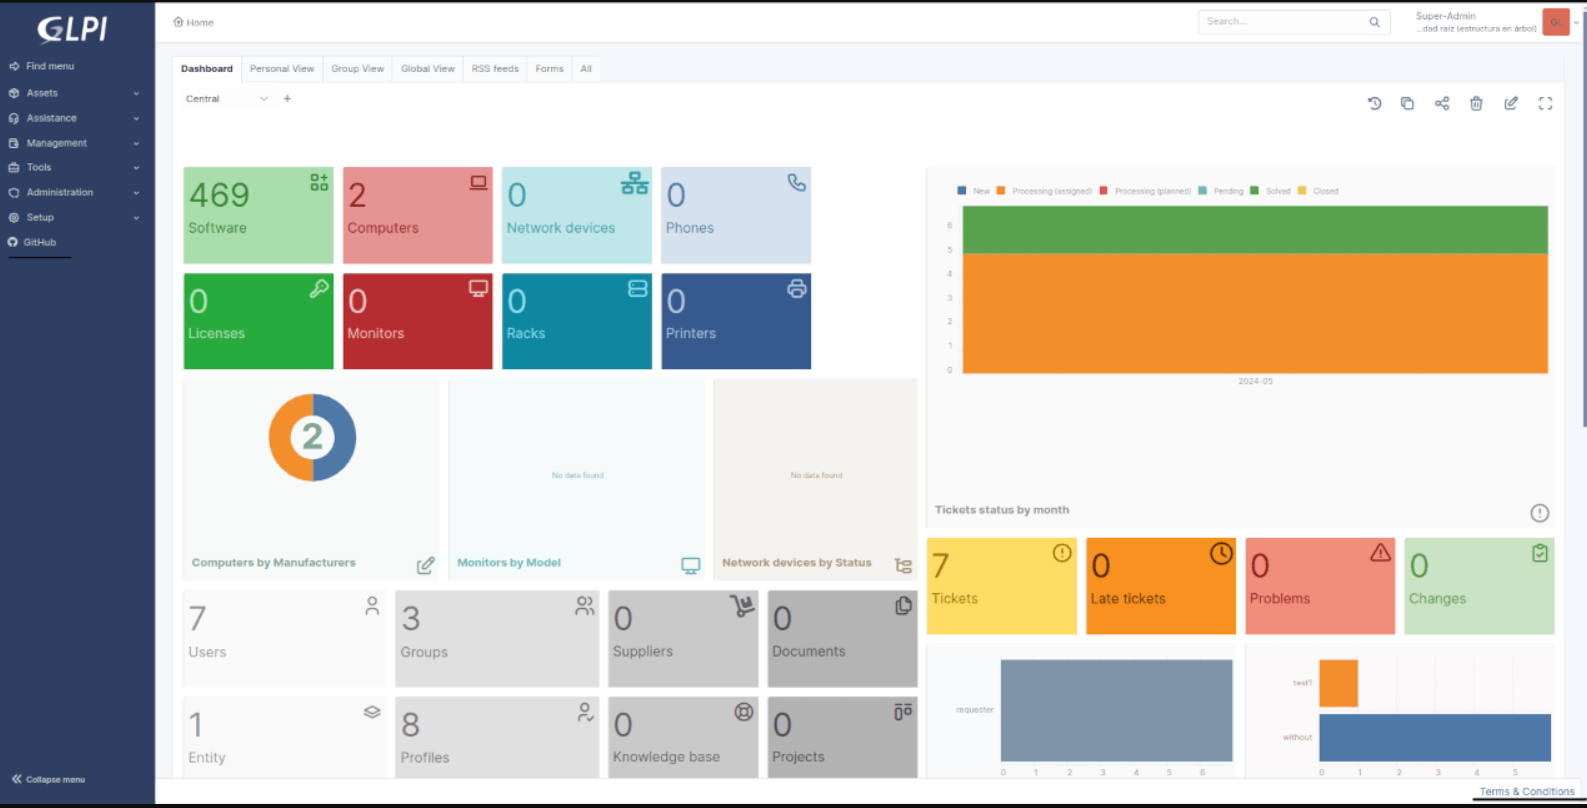 GLPI
Find menu
Assets
Assistance
Management
Tools
Administration
Setup
GitHub
Collapse menu
Home
Search...
Super-Admin
...dad raíz (estructura en árbol)
GL
Dashboard Personal View Group View Global View RSS feeds Forms All
Central
469
Software
2
Computers
0
Network devices
0
Phones
0
Licenses
0
Monitors
0
Racks
0
Printers
New Processing (assigned) Processing (planned) Pending Solved Closed
6
5
4
3
2
1
0
2024-05
Tickets status by month
2
Computers by Manufacturers
No data found
Monitors by Model
No data found
Network devices by Status
7
Tickets
0
Late tickets
0
Problems
0
Changes
7
Users
3
Groups
0
Suppliers
0
Documents
1
Entity
8
Profiles
0
Knowledge base
0
Projects
requester
0 1 2 3 4 5 6
test1
without
0 1 2 3 4 5
Terms & Conditions